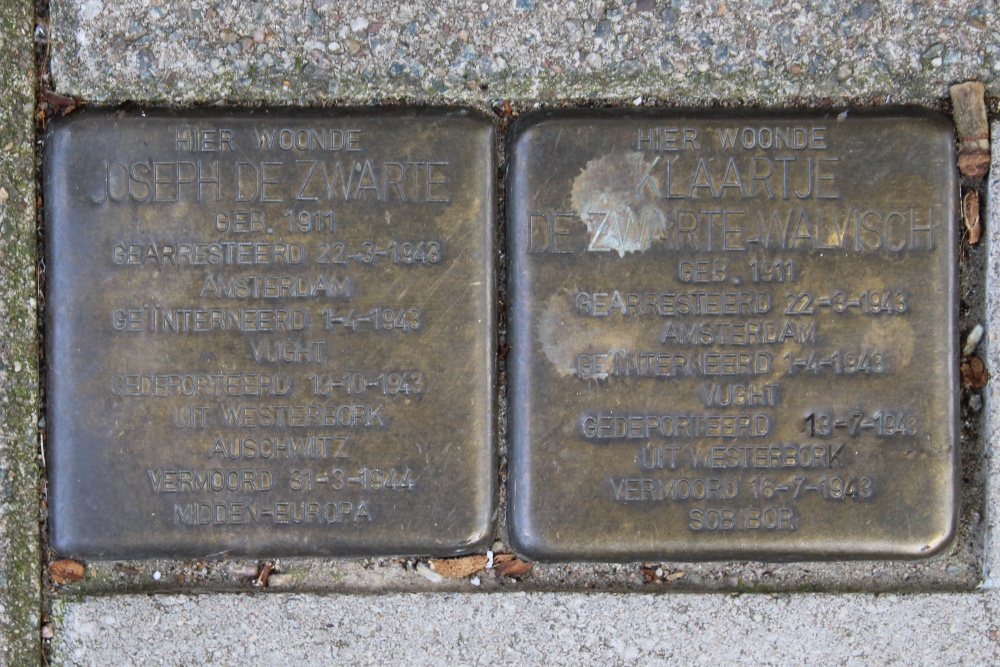 HIER WOONDE
JOSEPH DE ZWARTE
GEB. 1911
GEARRESTEERD 22-3-1943
AMSTERDAM
GEÏNTERNEERD 1-4-1943
VUGHT
GEDEPORTEERD 19-10-1943
UIT WESTERBORK
AUSCHWITZ
VERMOORD 31-3-1944
MIDDEN-EUROPA
HIER WOONDE
KLAARTJE
DE ZWARTE-WALVISCH
GEB. 1911
GEARRESTEERD 22-3-1943
AMSTERDAM
GEÏNTERNEERD 1-4-1943
VUGHT
GEDEPORTEERD 13-7-1943
UIT WESTERBORK
VERMOORD 16-7-1943
SOBIBOR